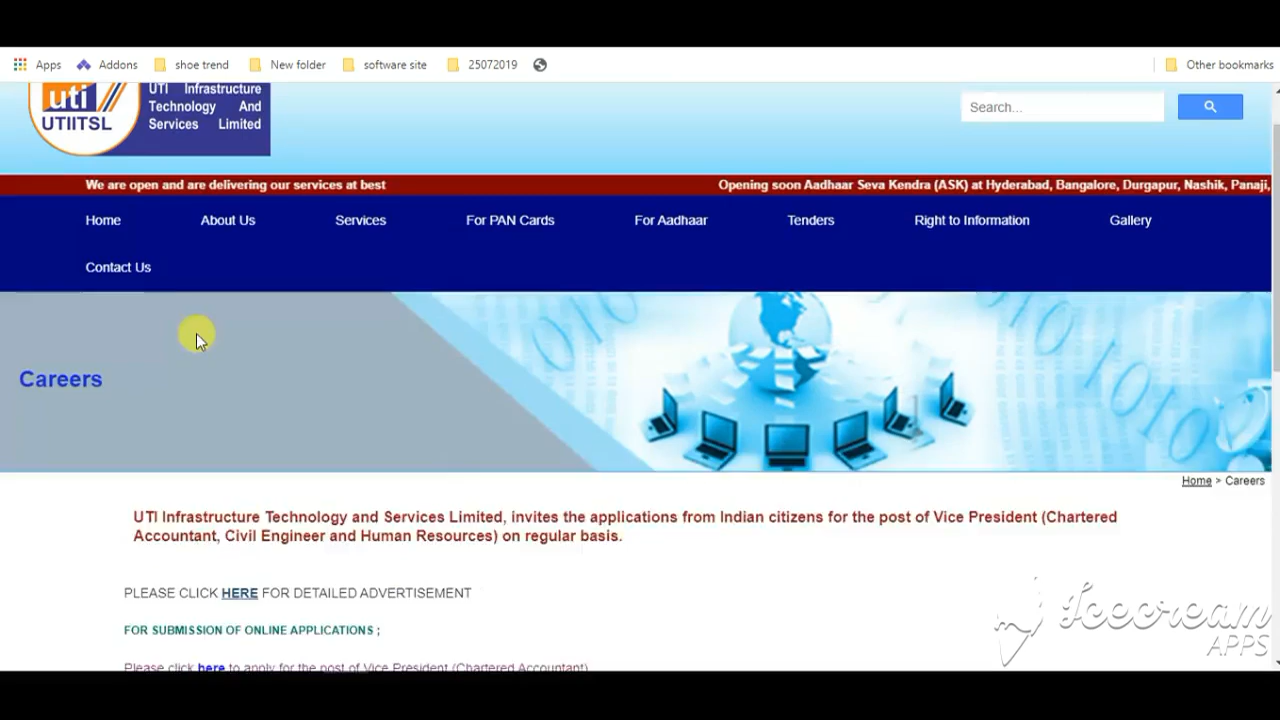 Apps Addons shoe trend New folder software site 25072019 Other bookmarks
uti
UTIITSL
UTI Infrastructure
Technology And
Services Limited
Search...
We are open and are delivering our services at best Opening soon Aadhaar Seva Kendra (ASK) at Hyderabad, Bangalore, Durgapur, Nashik, Panaji,
Home About Us Services For PAN Cards For Aadhaar Tenders Right to Information Gallery
Contact Us
Careers
Home > Careers
UTI Infrastructure Technology and Services Limited, invites the applications from Indian citizens for the post of Vice President (Chartered
Accountant, Civil Engineer and Human Resources) on regular basis.
PLEASE CLICK HERE FOR DETAILED ADVERTISEMENT
FOR SUBMISSION OF ONLINE APPLICATIONS ;
Please click here to apply for the post of Vice President (Chartered Accountant)
Icecream
APPS